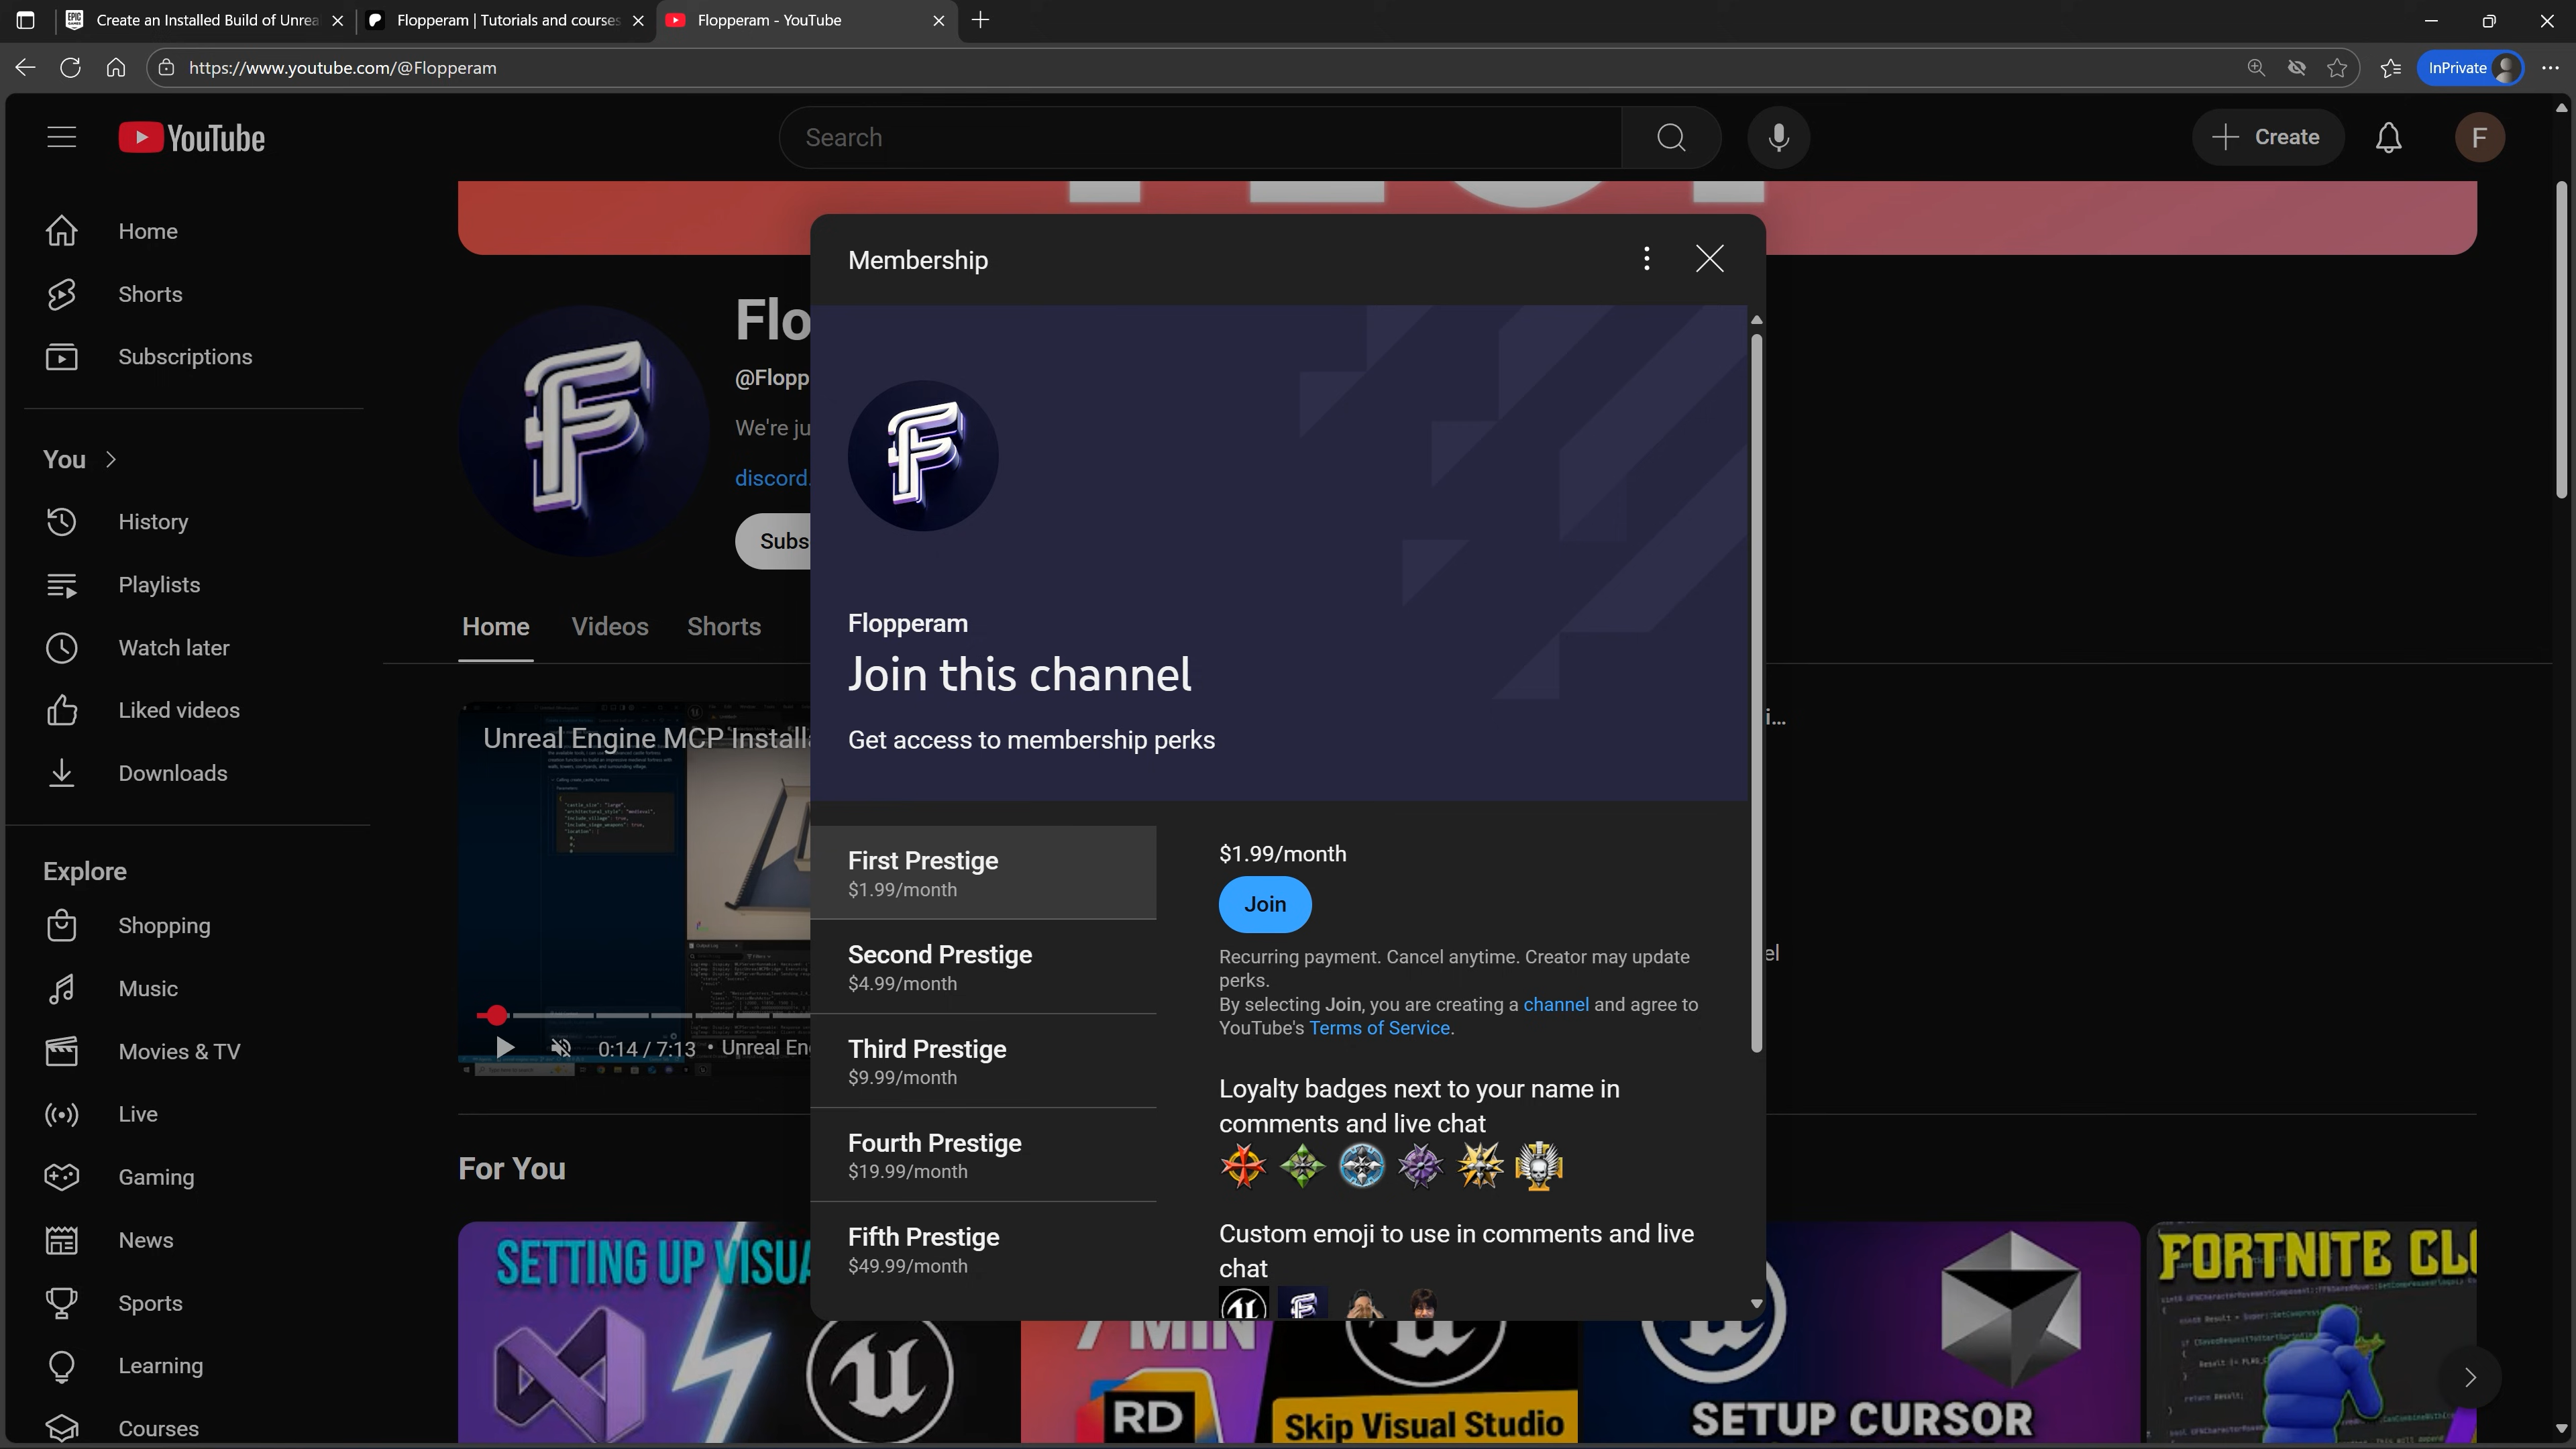 Create an Installed Build of Unrea
Flopperam | Tutorials and courses
Flopperam - YouTube
https://www.youtube.com/@Flopperam
InPrivate
YouTube
Search
Create
F
Home
Shorts
Subscriptions
You
History
Playlists
Watch later
Liked videos
Downloads
Explore
Shopping
Music
Movies & TV
Live
Gaming
News
Sports
Learning
Courses
Flo
@Flopp
We're ju
discord.
Subs
Home Videos Shorts
Unreal Engine MCP Installa
0:14 / 7:13 • Unreal En
For You
SETTING UP VISUA
7 MIN
RD
Skip Visual Studio
SETUP CURSOR
FORTNITE CL
Membership
Flopperam
Join this channel
Get access to membership perks
First Prestige
$1.99/month
Second Prestige
$4.99/month
Third Prestige
$9.99/month
Fourth Prestige
$19.99/month
Fifth Prestige
$49.99/month
$1.99/month
Join
Recurring payment. Cancel anytime. Creator may update
perks.
By selecting Join, you are creating a channel and agree to
YouTube's Terms of Service.
Loyalty badges next to your name in
comments and live chat
Custom emoji to use in comments and live
chat
i...
el